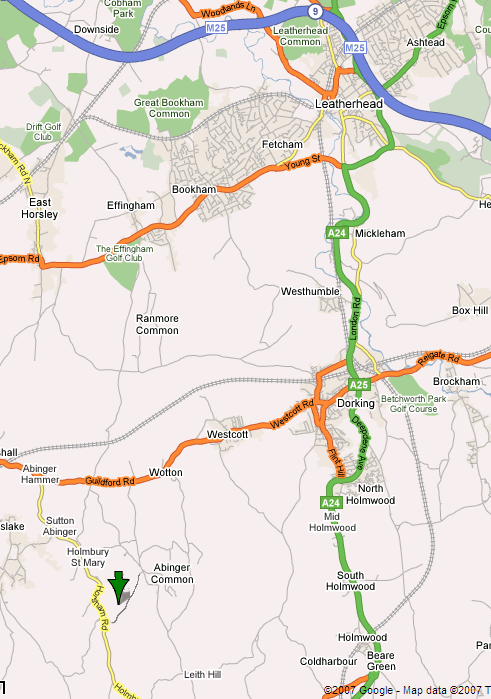 Cobham
Park
Downside
Woodlands Ln
M25
9
Leatherhead
Common
M25
Epsom
Ashtead
Leatherhead
Great Bookham
Common
Drift Golf
Club
Fetcham
Young St
Bookham
East
Horsley
Effingham
Epsom Rd
The Effingham
Golf Club
A24
Mickleham
Westhumble
London Rd
Box Hill
Ranmore
Common
Reigate Rd
A25
Brockham
Betchworth Park
Golf Course
Dorking
Westcott Rd
Westcott
Deepdene Ave
Flint Hill
Abinger
Hammer
Guildford Rd
Wotton
A24
North
Holmwood
Mid
Holmwood
Sutton
Abinger
Holmbury
St Mary
Abinger
Common
Horsham Rd
South
Holmwood
Holmwood
Coldharbour
Beare
Green
Leith Hill
©2007 Google - Map data ©2007 T